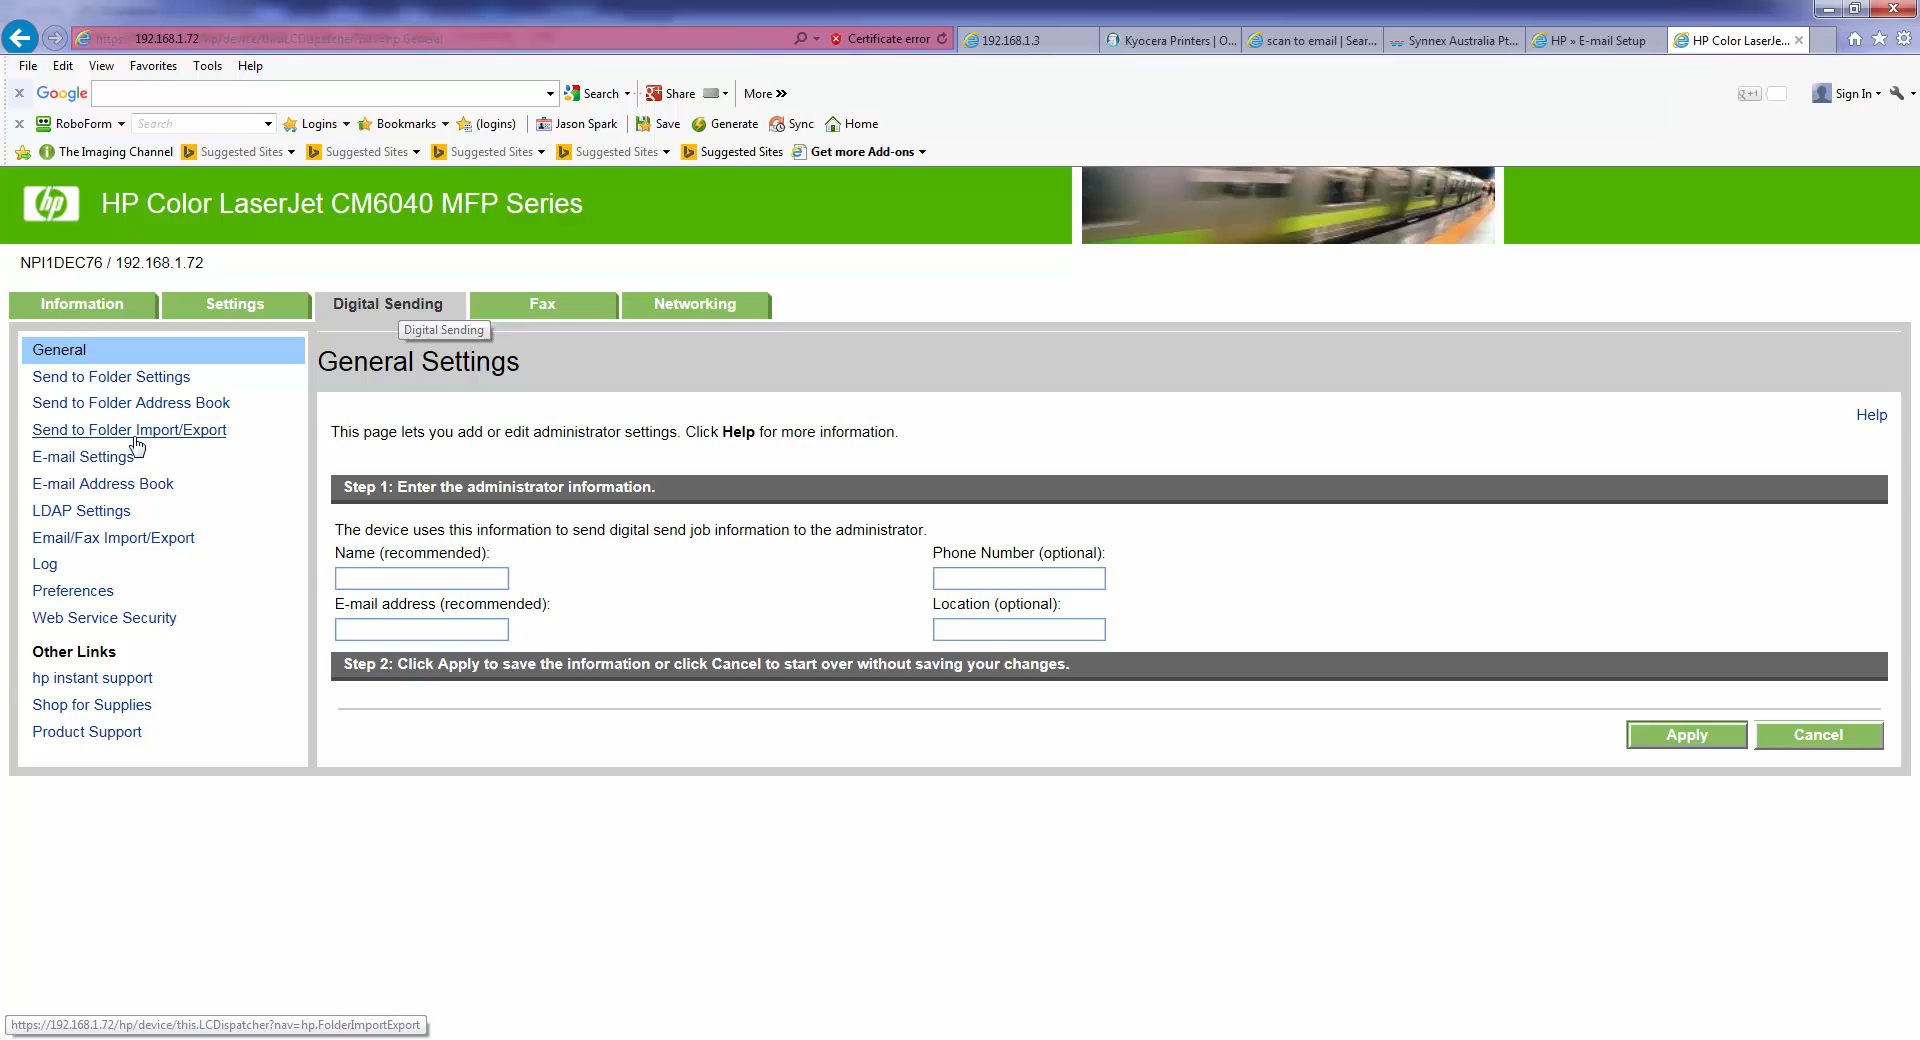 192.168.1.72
Certificate error
192.168.1.3
Kyocera Printers | O...
scan to email | Sear...
Synnex Australia Pt...
HP » E-mail Setup
HP Color LaserJe...
File Edit View Favorites Tools Help
x Google Search Share More »
g+1 Sign In
x RoboForm Search Logins Bookmarks (logins) Jason Spark Save Generate Sync Home
The Imaging Channel Suggested Sites Suggested Sites Suggested Sites Suggested Sites Suggested Sites Get more Add-ons
hp HP Color LaserJet CM6040 MFP Series
NPI1DEC76 / 192.168.1.72
Information Settings Digital Sending Fax Networking
Digital Sending
General
Send to Folder Settings
Send to Folder Address Book
Send to Folder Import/Export
E-mail Settings
E-mail Address Book
LDAP Settings
Email/Fax Import/Export
Log
Preferences
Web Service Security
Other Links
hp instant support
Shop for Supplies
Product Support
General Settings
Help
This page lets you add or edit administrator settings. Click Help for more information.
Step 1: Enter the administrator information.
The device uses this information to send digital send job information to the administrator.
Name (recommended): Phone Number (optional):
E-mail address (recommended): Location (optional):
Step 2: Click Apply to save the information or click Cancel to start over without saving your changes.
Apply Cancel
https://192.168.1.72/hp/device/this.LCDispatcher?nav=hp.FolderImportExport